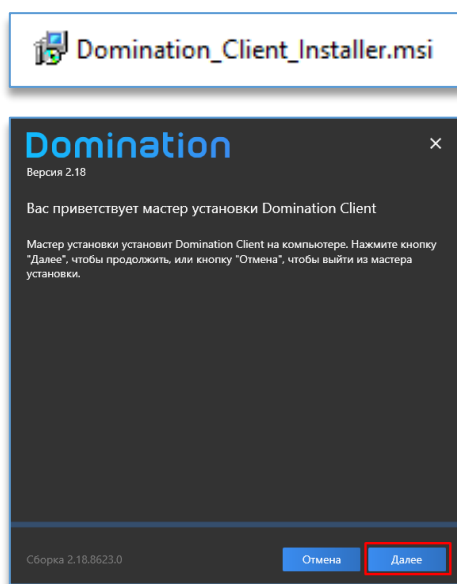 Domination_Client_Installer.msi
Domination
Версия 2.18
Вас приветствует мастер установки Domination Client
Мастер установки установит Domination Client на компьютере. Нажмите кнопку
"Далее", чтобы продолжить, или кнопку "Отмена", чтобы выйти из мастера
установки.
Сборка 2.18.8623.0
Отмена
Далее